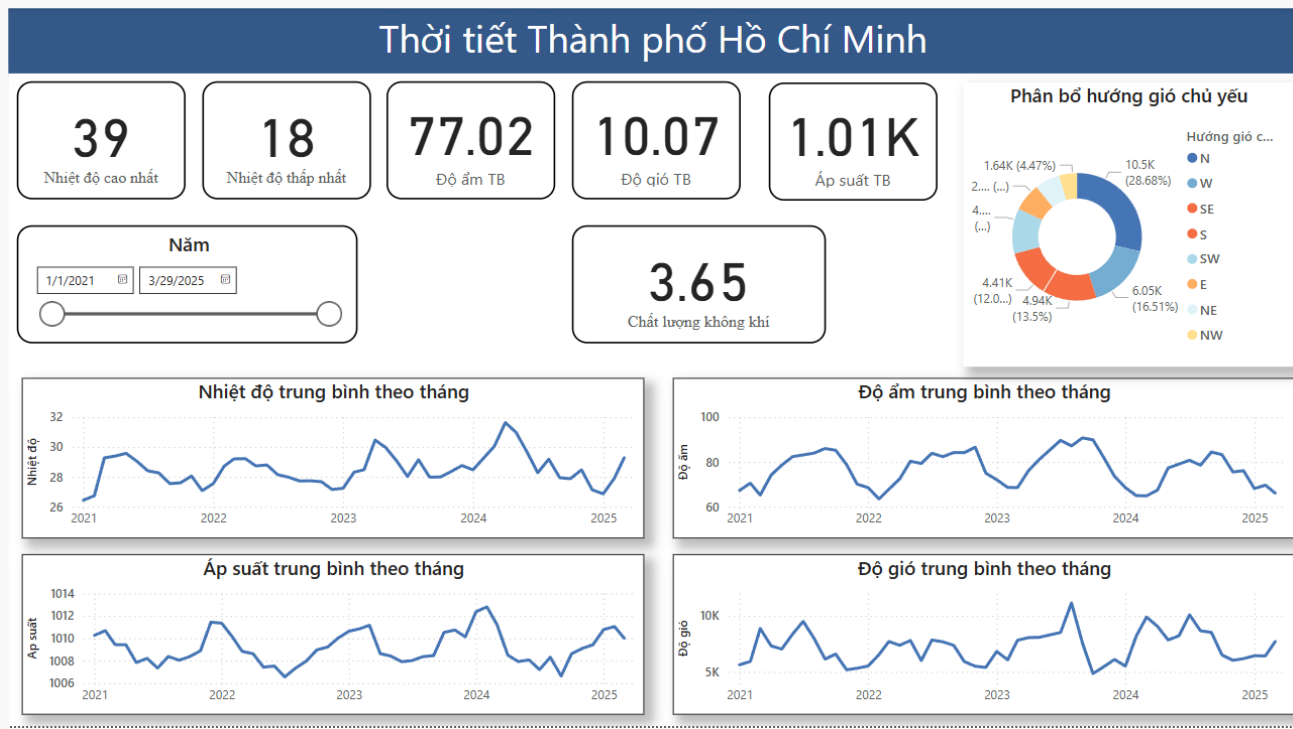 Thời tiết Thành phố Hồ Chí Minh
39
Nhiệt độ cao nhất
18
Nhiệt độ thấp nhất
77.02
Độ ẩm TB
10.07
Độ gió TB
1.01K
Áp suất TB
Năm
1/1/2021
3/29/2025
3.65
Chất lượng không khí
Phân bổ hướng gió chủ yếu
1.64K (4.47%)
2.... (...)
4....
(...)
4.41K
(12.0...)
4.94K
(13.5%)
10.5K
(28.68%)
6.05K
(16.51%)
Hướng gió c...
N
W
SE
S
SW
E
NE
NW
Nhiệt độ trung bình theo tháng
Nhiệt độ
32
30
28
26
2021 2022 2023 2024 2025
Độ ẩm trung bình theo tháng
Độ ẩm
100
80
60
2021 2022 2023 2024 2025
Áp suất trung bình theo tháng
Áp suất
1014
1012
1010
1008
1006
2021 2022 2023 2024 2025
Độ gió trung bình theo tháng
Độ gió
10K
5K
2021 2022 2023 2024 2025